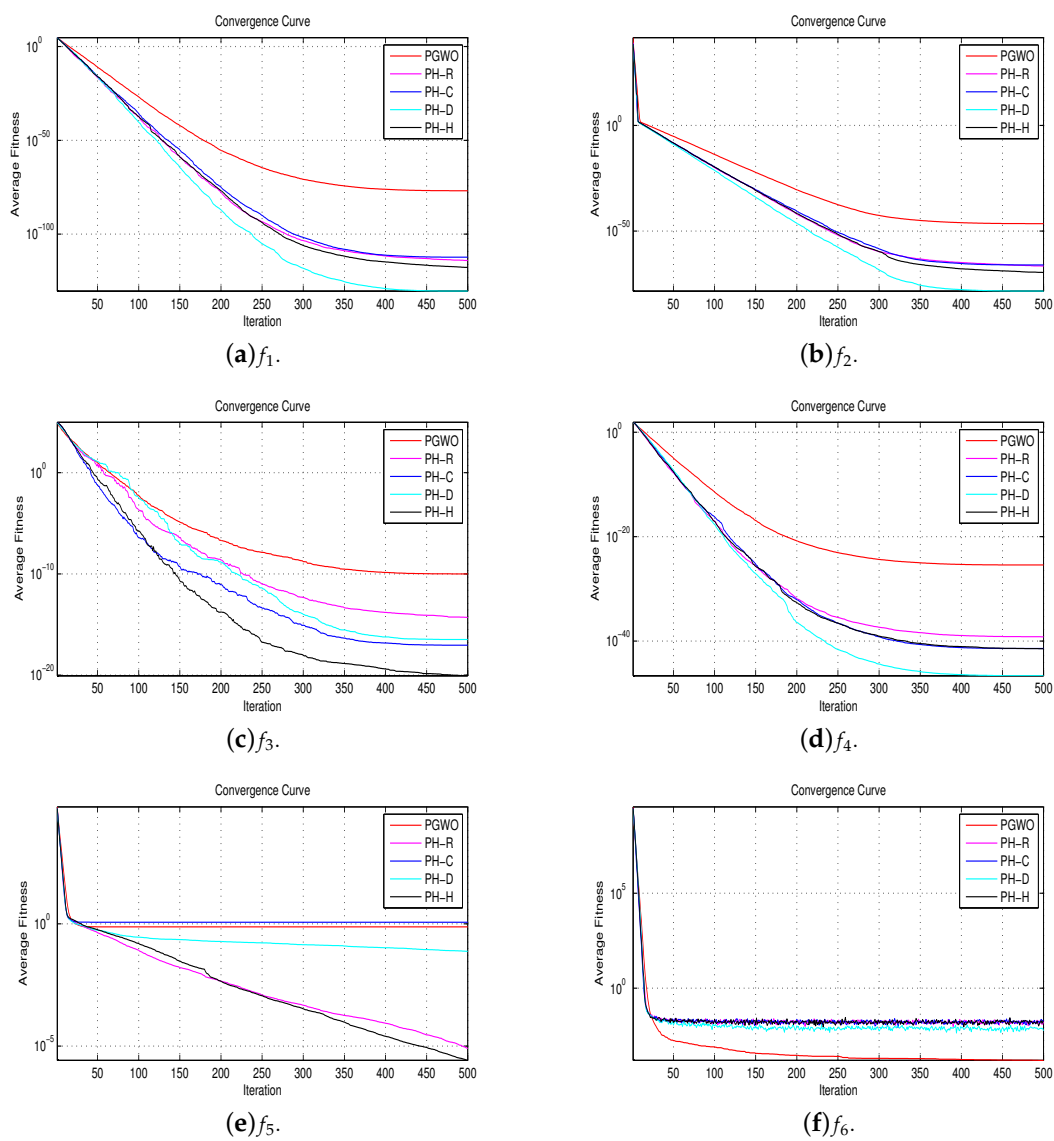 Convergence Curve
10^0
10^-50
10^-100
Average Fitness
PGWO
PH-R
PH-C
PH-D
PH-H
50 100 150 200 250 300 350 400 450 500
Iteration
(a) f1.
Convergence Curve
10^0
10^-50
Average Fitness
PGWO
PH-R
PH-C
PH-D
PH-H
50 100 150 200 250 300 350 400 450 500
Iteration
(b) f2.
Convergence Curve
10^0
10^-10
10^-20
Average Fitness
PGWO
PH-R
PH-C
PH-D
PH-H
50 100 150 200 250 300 350 400 450 500
Iteration
(c) f3.
Convergence Curve
10^0
10^-20
10^-40
Average Fitness
PGWO
PH-R
PH-C
PH-D
PH-H
50 100 150 200 250 300 350 400 450 500
Iteration
(d) f4.
Convergence Curve
10^0
10^-5
Average Fitness
PGWO
PH-R
PH-C
PH-D
PH-H
50 100 150 200 250 300 350 400 450 500
Iteration
(e) f5.
Convergence Curve
10^5
10^0
Average Fitness
PGWO
PH-R
PH-C
PH-D
PH-H
50 100 150 200 250 300 350 400 450 500
Iteration
(f) f6.